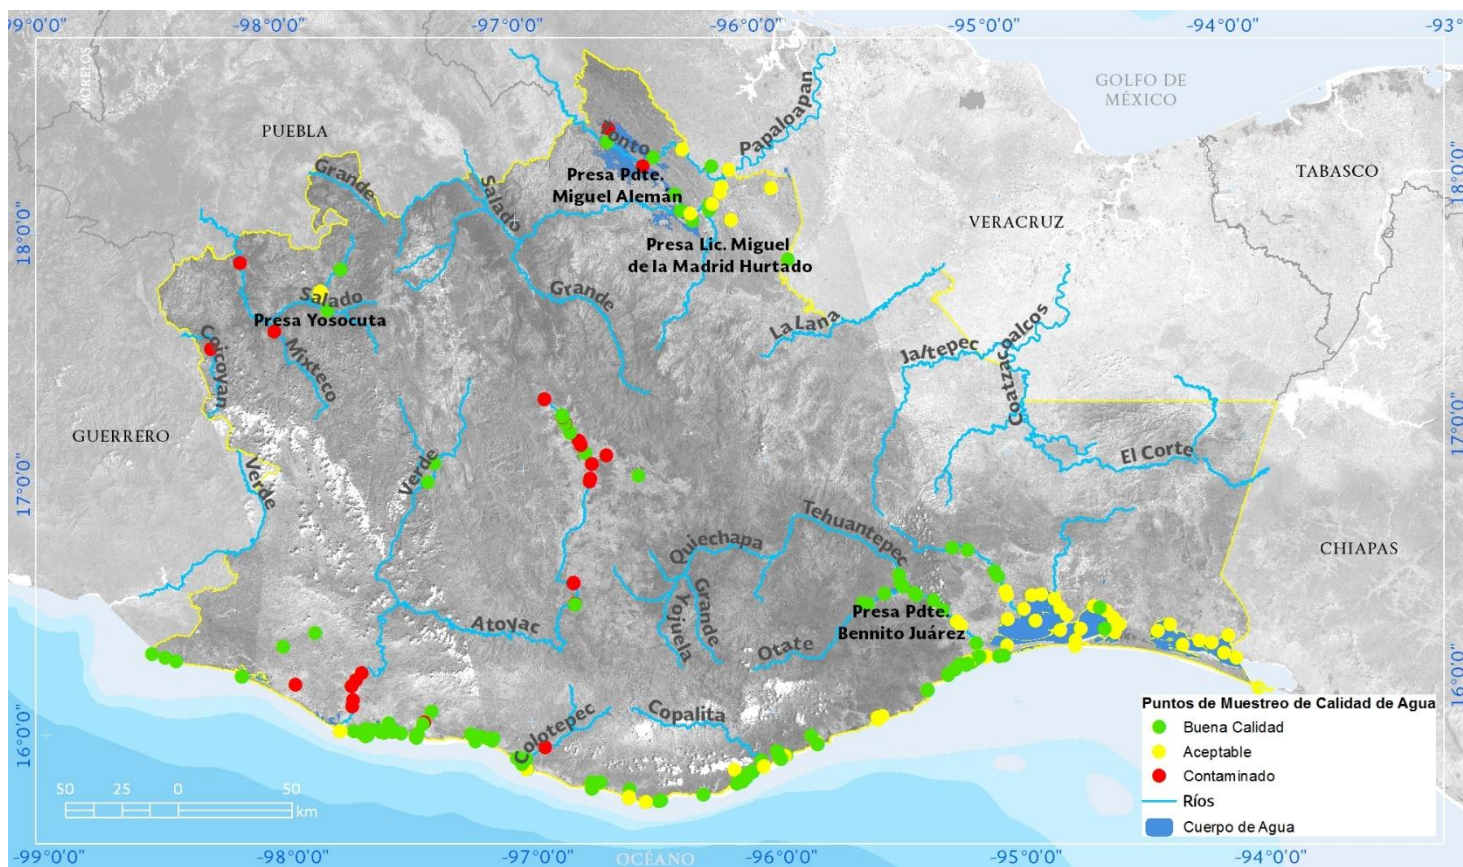 -99°0'0"
-98°0'0"
-97°0'0"
-96°0'0"
-95°0'0"
-94°0'0"
-93°
MORELOS
GOLFO DE
MÉXICO
PUEBLA
Tonto
Papaloapan
TABASCO
Grande
Salado
Presa Pdte.
Miguel Alemán
18°0'0"
18°0'0"
VERACRUZ
Presa Lic. Miguel
de la Madrid Hurtado
Salado
Presa Yosocuta
Grande
La Lana
Coicoyan
Mixteco
Jaltepec
Coatzacoalcos
GUERRERO
17°0'0"
17°0'0"
Verde
Verde
El Corte
Tehuantepec
Quiechapa
CHIAPAS
Grande
Yojuela
Presa Pdte.
Bennito Juárez
Atoyac
Otate
16°0'0"
16°0'0"
Colotepec
Copalita
Puntos de Muestreo de Calidad de Agua
Buena Calidad
Aceptable
Contaminado
Ríos
Cuerpo de Agua
50 25 0 50
km
-99°0'0"
-98°0'0"
-97°0'0"
-96°0'0"
-95°0'0"
-94°0'0"
OCÉANO